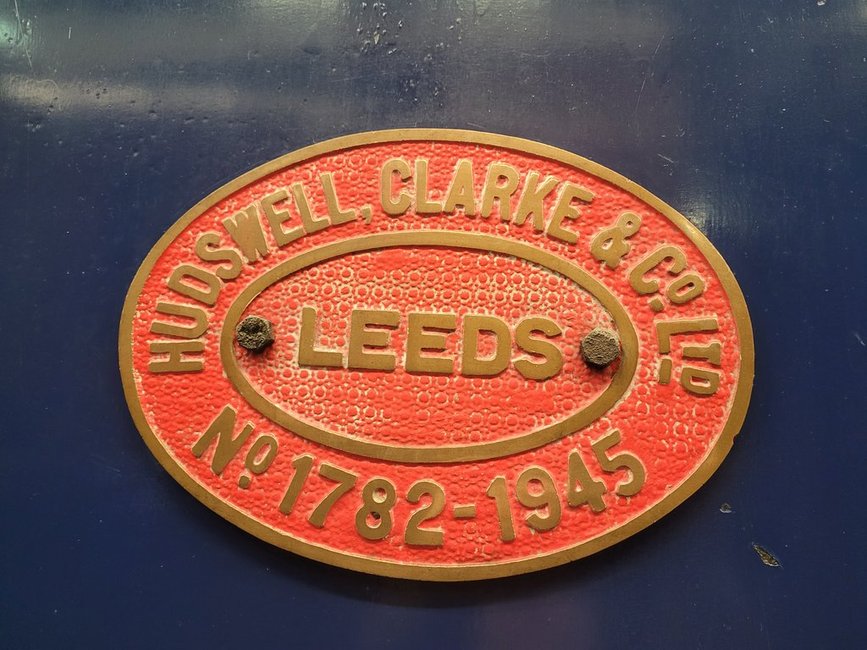 HUDSWELL, CLARKE & Co. LTD
LEEDS
No. 1782-1945